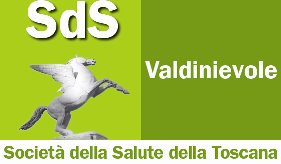 SdS
Valdinievole
Società della Salute della Toscana